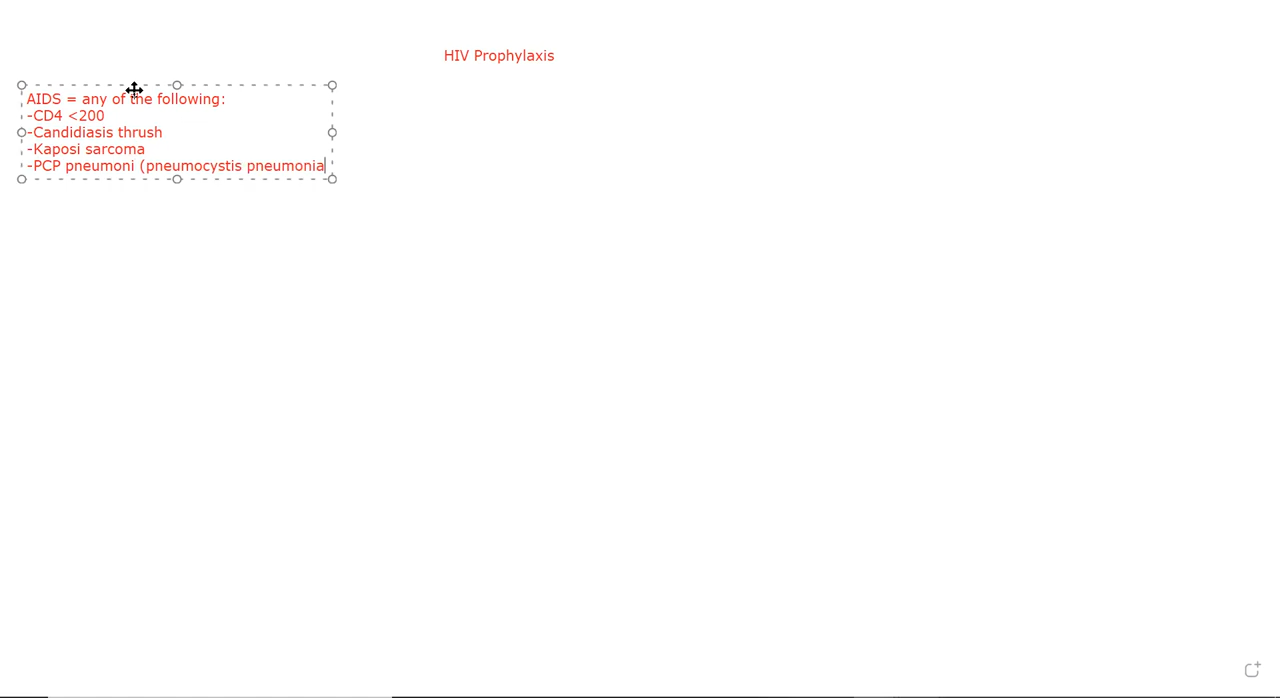 HIV Prophylaxis
AIDS = any of the following:
-CD4 <200
-Candidiasis thrush
-Kaposi sarcoma
-PCP pneumoni (pneumocystis pneumonia